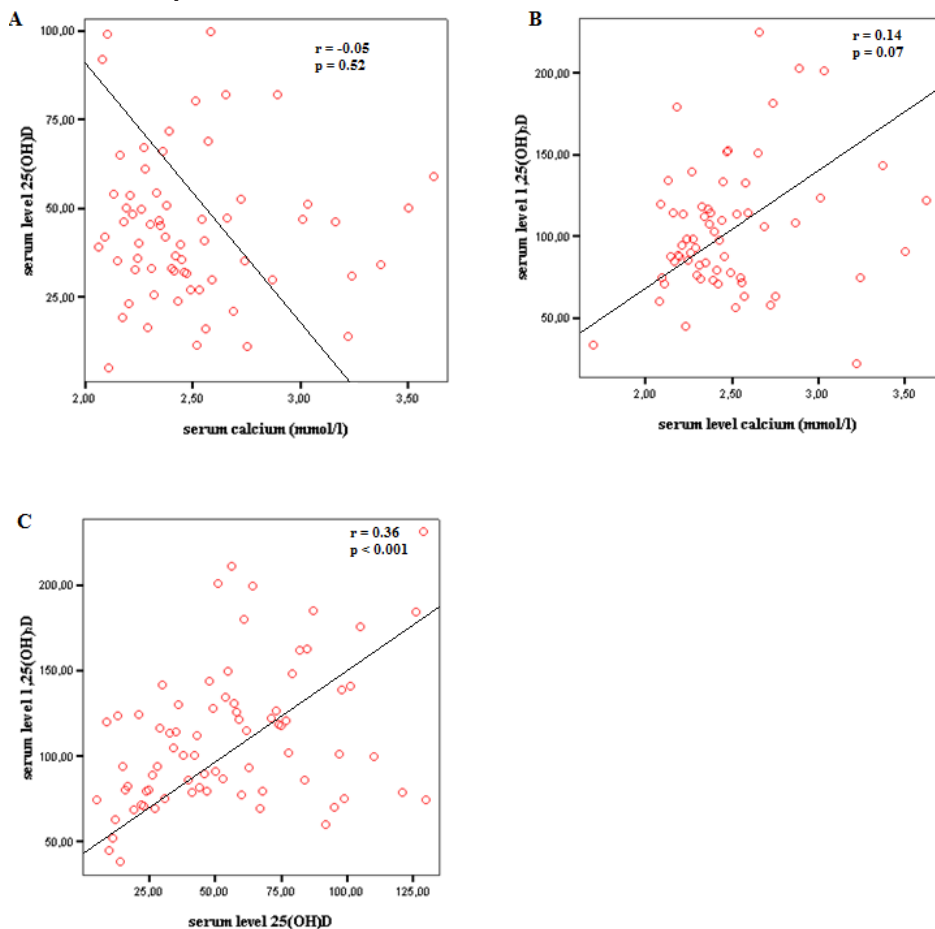 A
r = -0.05
p = 0.52
100,00
75,00
50,00
25,00
serum level 25(OH)D
2,00
2,50
3,00
3,50
serum calcium (mmol/l)
B
r = 0.14
p = 0.07
200,00
150,00
100,00
50,00
serum level 1,25(OH)₂D
2,00
2,50
3,00
3,50
serum level calcium (mmol/l)
C
r = 0.36
p < 0.001
200,00
150,00
100,00
50,00
serum level 1,25(OH)₂D
25,00
50,00
75,00
100,00
125,00
serum level 25(OH)D